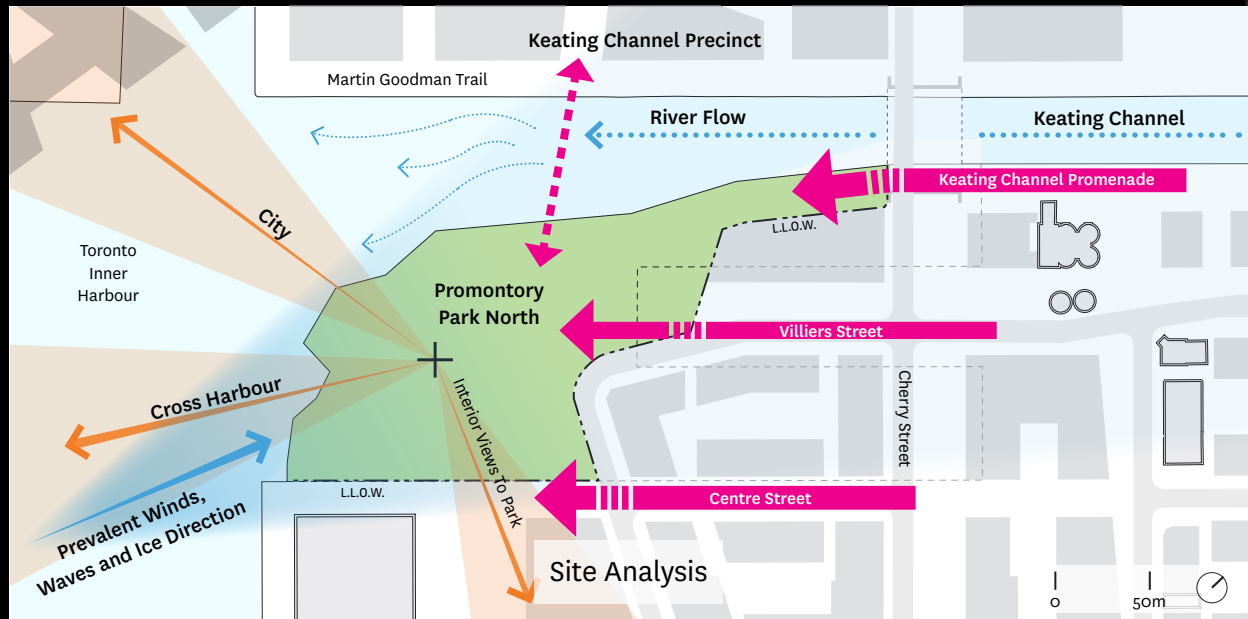 Keating Channel Precinct
Martin Goodman Trail
River Flow
Keating Channel
Keating Channel Promenade
City
L.L.O.W.
Toronto
Inner
Harbour
Promontory
Park North
Villiers Street
Cross Harbour
Interior Views To Park
Cherry Street
L.L.O.W.
Centre Street
Prevalent Winds,
Waves and Ice Direction
Site Analysis
0
50m